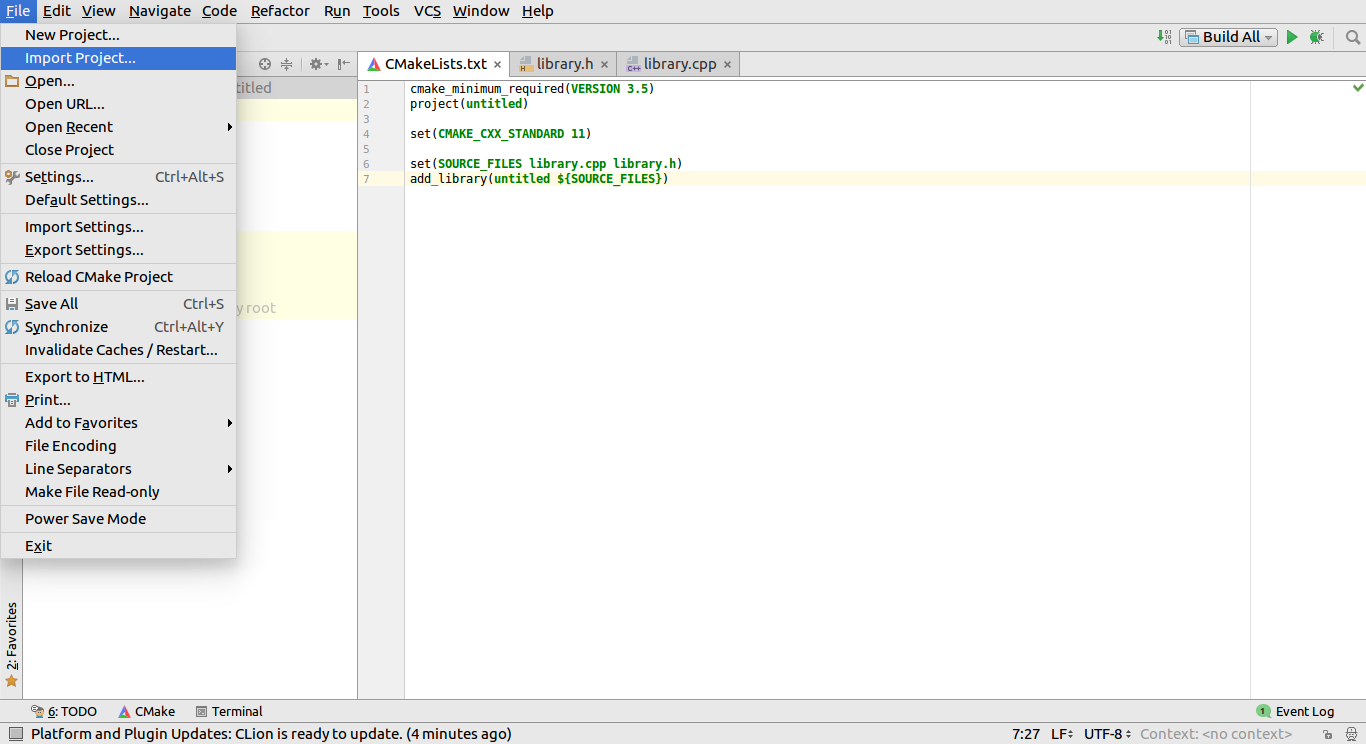 File Edit View Navigate Code Refactor Run Tools VCS Window Help
New Project...
Import Project...
Open...
Open URL...
Open Recent
Close Project
Settings... Ctrl+Alt+S
Default Settings...
Import Settings...
Export Settings...
Reload CMake Project
Save All Ctrl+S
Synchronize Ctrl+Alt+Y
Invalidate Caches / Restart...
Export to HTML...
Print...
Add to Favorites
File Encoding
Line Separators
Make File Read-only
Power Save Mode
Exit
Build All
CMakeLists.txt library.h library.cpp
titled
y root
1 cmake_minimum_required(VERSION 3.5)
2 project(untitled)
3
4 set(CMAKE_CXX_STANDARD 11)
5
6 set(SOURCE_FILES library.cpp library.h)
7 add_library(untitled ${SOURCE_FILES})
2: Favorites
6: TODO CMake Terminal 1 Event Log
Platform and Plugin Updates: CLion is ready to update. (4 minutes ago) 7:27 LF UTF-8 Context: <no context>